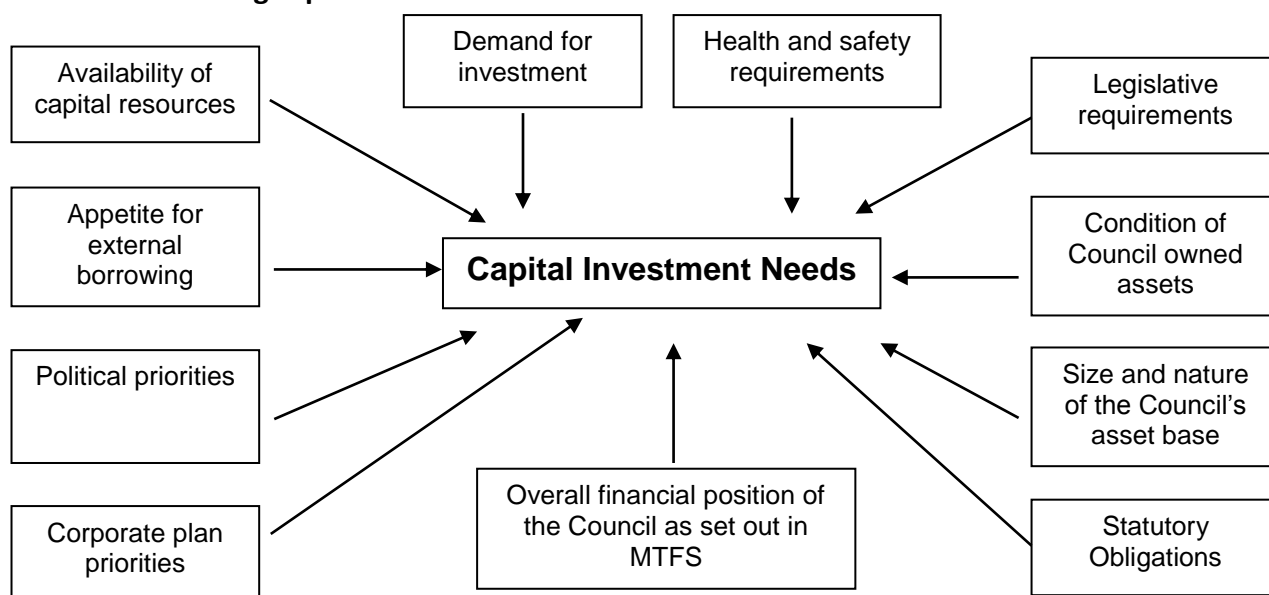 Demand for
investment
Health and safety
requirements
Availability of
capital resources
Legislative
requirements
Appetite for
external
borrowing
Capital Investment Needs
Condition of
Council owned
assets
Political priorities
Size and nature
of the Council's
asset base
Corporate plan
priorities
Overall financial position of
the Council as set out in
MTFS
Statutory
Obligations